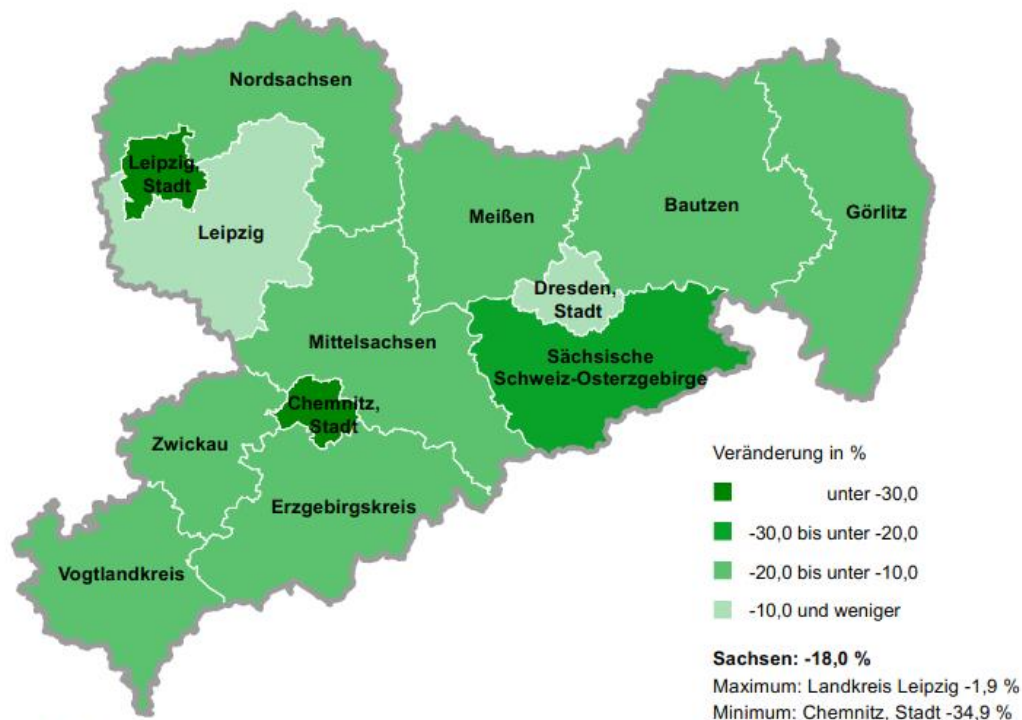 Nordsachsen
Leipzig,
Stadt
Leipzig
Meißen
Bautzen
Görlitz
Dresden,
Stadt
Mittelsachsen
Sächsische
Schweiz-Osterzgebirge
Chemnitz,
Stadt
Zwickau
Erzgebirgskreis
Vogtlandkreis
Veränderung in %
unter -30,0
-30,0 bis unter -20,0
-20,0 bis unter -10,0
-10,0 und weniger
Sachsen: -18,0 %
Maximum: Landkreis Leipzig -1,9 %
Minimum: Chemnitz, Stadt -34,9 %